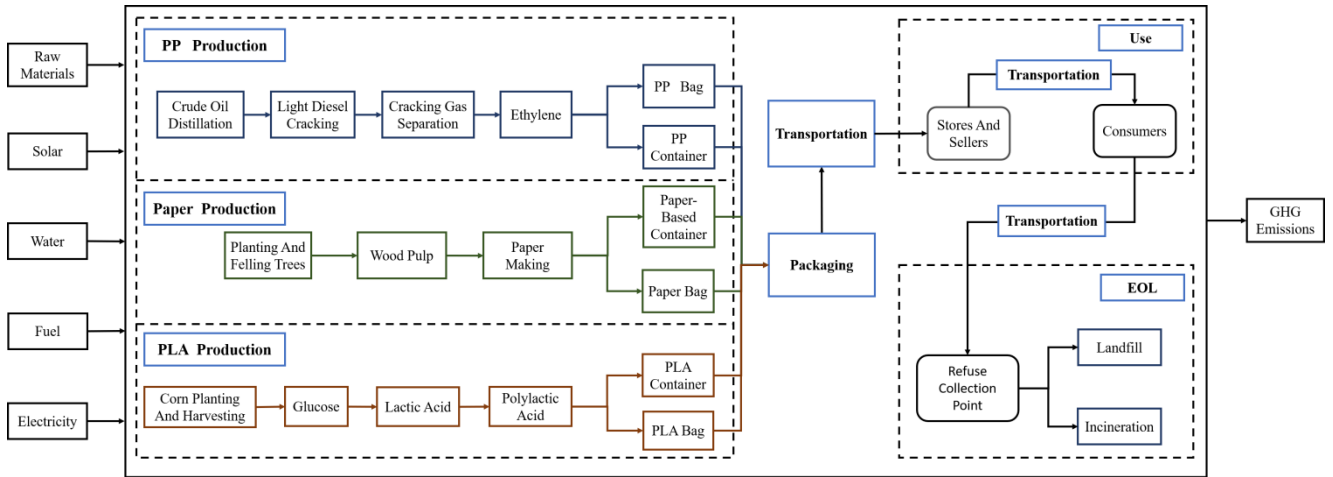 Raw
Materials
Solar
Water
Fuel
Electricity
PP Production
Crude Oil
Distillation
Light Diesel
Cracking
Cracking Gas
Separation
Ethylene
PP Bag
PP
Container
Paper Production
Planting And
Felling Trees
Wood Pulp
Paper
Making
Paper-
Based
Container
Paper Bag
PLA Production
Corn Planting
And Harvesting
Glucose
Lactic Acid
Polylactic
Acid
PLA
Container
PLA Bag
Transportation
Packaging
Use
Transportation
Stores And
Sellers
Consumers
Transportation
EOL
Refuse
Collection
Point
Landfill
Incineration
GHG
Emissions